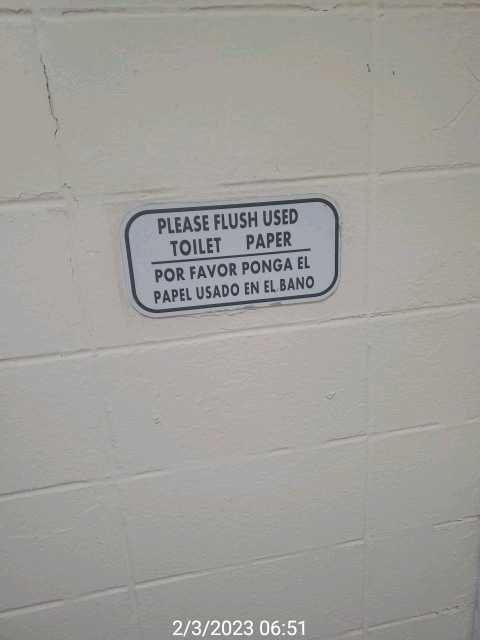 PLEASE FLUSH USED
TOILET PAPER
POR FAVOR PONGA EL
PAPEL USADO EN EL BANO
2/3/2023 06:51